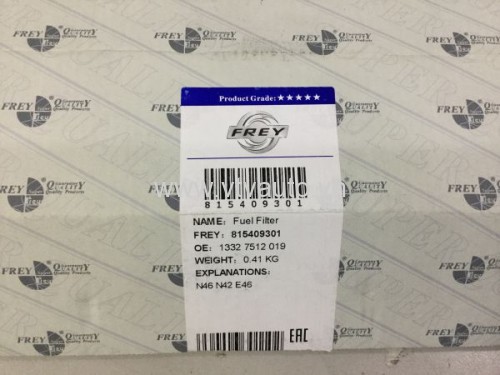 Product Grade: ★★★★★
FREY
815409301
NAME: Fuel Filter
FREY: 815409301
OE: 1332 7512 019
WEIGHT: 0.41 KG
EXPLANATIONS:
N46 N42 E46
EAC
FREY
Quality Products